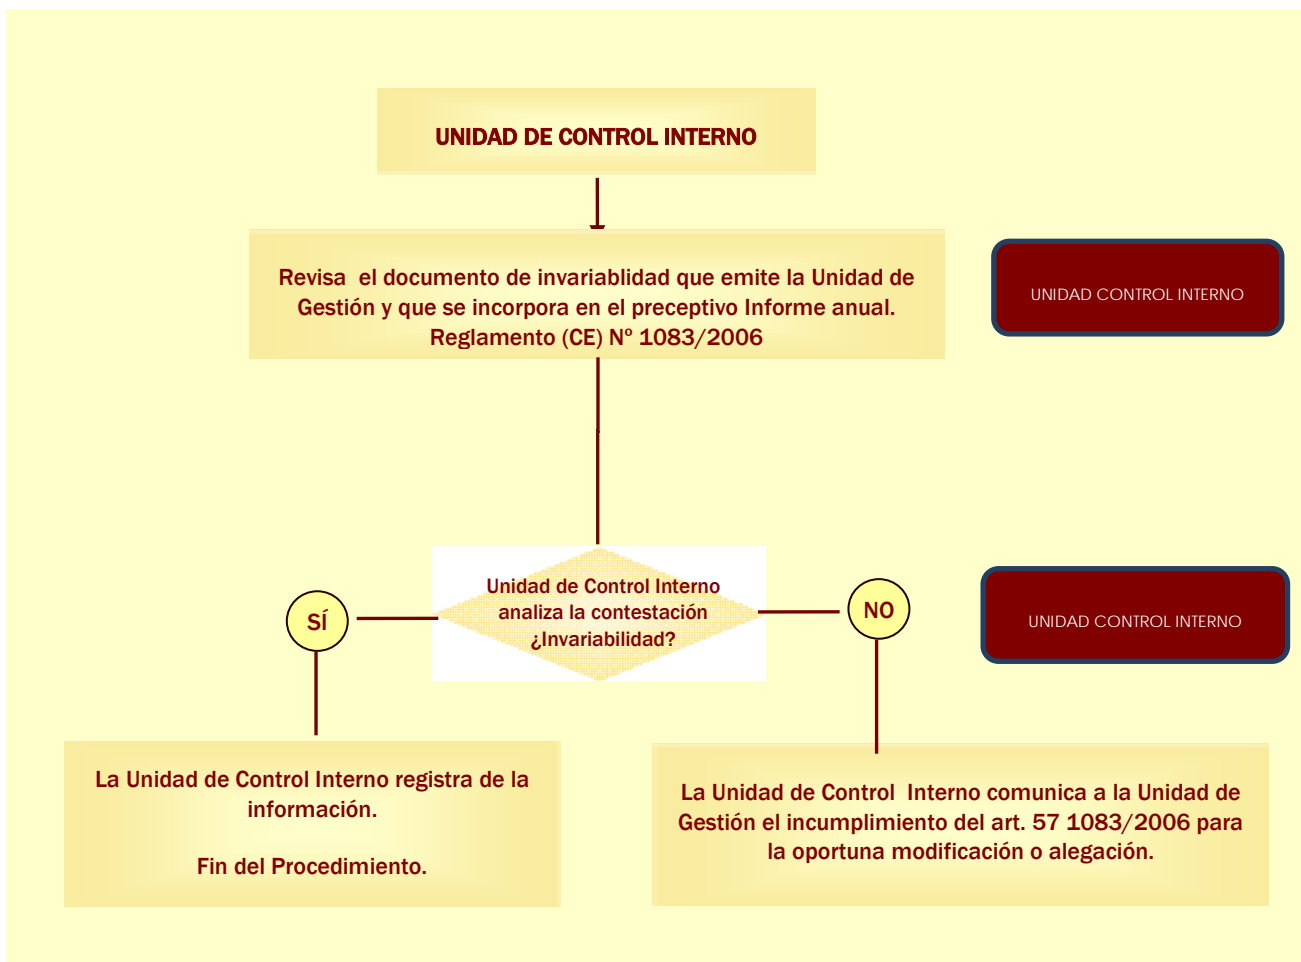 UNIDAD DE CONTROL INTERNO
Revisa el documento de invariablidad que emite la Unidad de
Gestión y que se incorpora en el preceptivo Informe anual.
Reglamento (CE) Nº 1083/2006
UNIDAD CONTROL INTERNO
Unidad de Control Interno
analiza la contestación
¿Invariabilidad?
SÍ
NO
UNIDAD CONTROL INTERNO
La Unidad de Control Interno registra de la
información.
Fin del Procedimiento.
La Unidad de Control Interno comunica a la Unidad de
Gestión el incumplimiento del art. 57 1083/2006 para
la oportuna modificación o alegación.